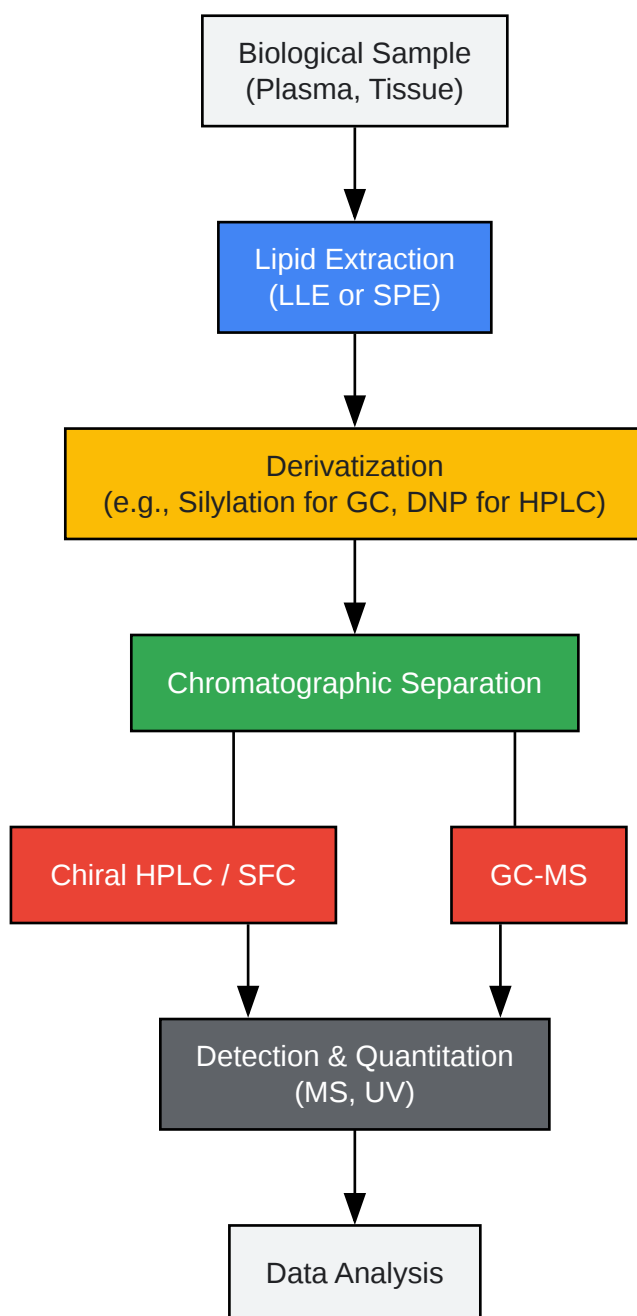 Biological Sample
(Plasma, Tissue)
Lipid Extraction
(LLE or SPE)
Derivatization
(e.g., Silylation for GC, DNP for HPLC)
Chromatographic Separation
Chiral HPLC / SFC
GC-MS
Detection & Quantitation
(MS, UV)
Data Analysis